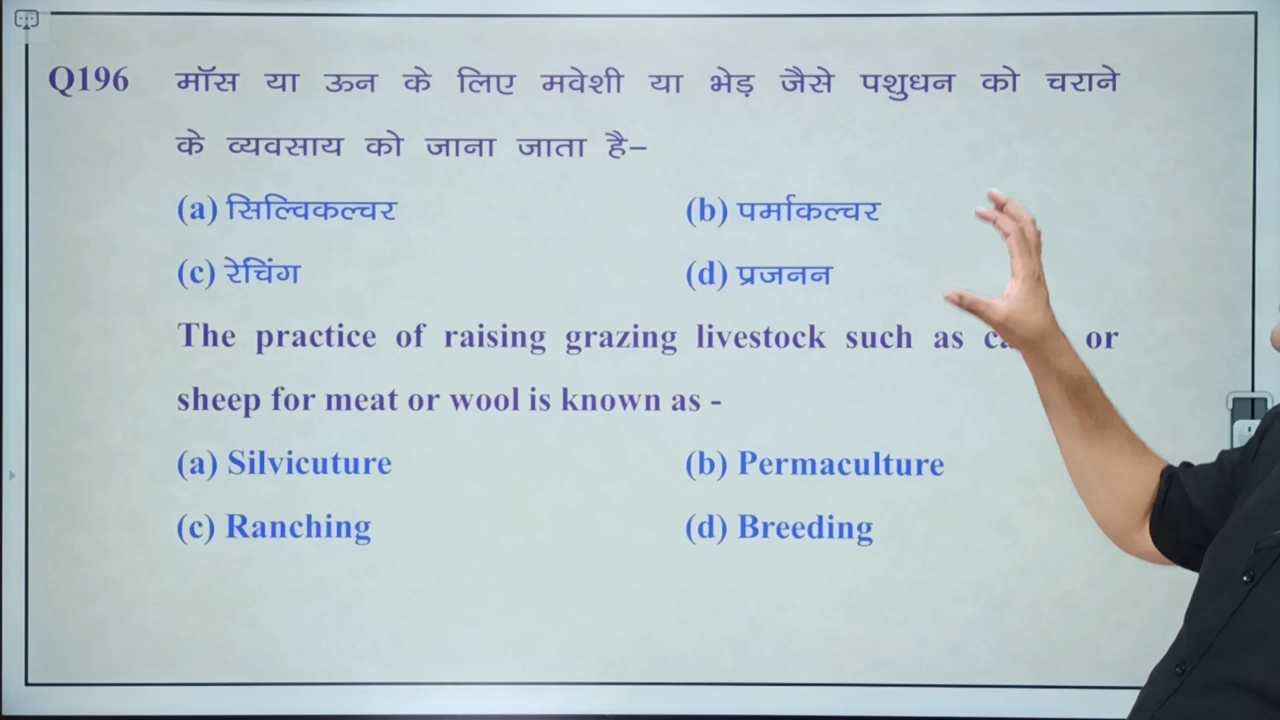 Q196 मॉस या ऊन के लिए मवेशी या भेड़ जैसे पशुधन को चराने
के व्यवसाय को जाना जाता है–
(a) सिल्विकल्चर (b) पर्माकल्चर
(c) रेचिंग (d) प्रजनन
The practice of raising grazing livestock such as or
sheep for meat or wool is known as -
(a) Silvicuture (b) Permaculture
(c) Ranching (d) Breeding